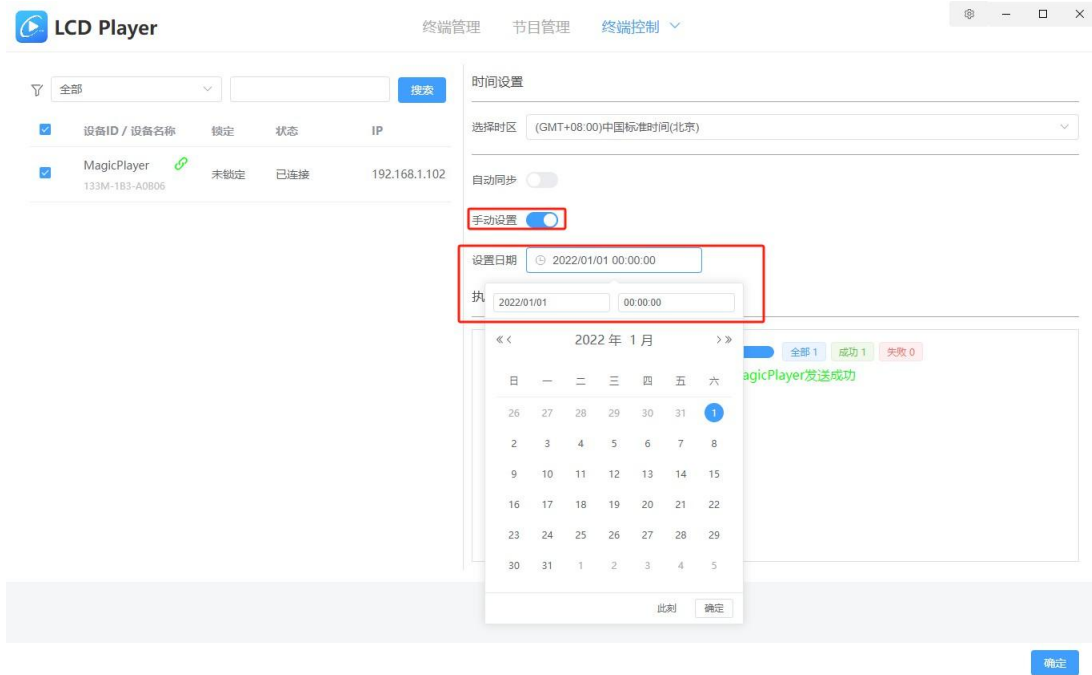 LCD Player
终端管理 节目管理 终端控制
全部 搜索
设备ID / 设备名称 锁定 状态 IP
MagicPlayer 未锁定 已连接 192.168.1.102
133M-1B3-A0B06
时间设置
选择时区 (GMT+08:00)中国标准时间(北京)
自动同步
手动设置
设置日期 2022/01/01 00:00:00
执
2022/01/01 00:00:00
2022 年 1 月
全部 1 成功 1 失败 0
agicPlayer发送成功
日 一 二 三 四 五 六
26 27 28 29 30 31 1
2 3 4 5 6 7 8
9 10 11 12 13 14 15
16 17 18 19 20 21 22
23 24 25 26 27 28 29
30 31 1 2 3 4 5
此刻 确定
确定